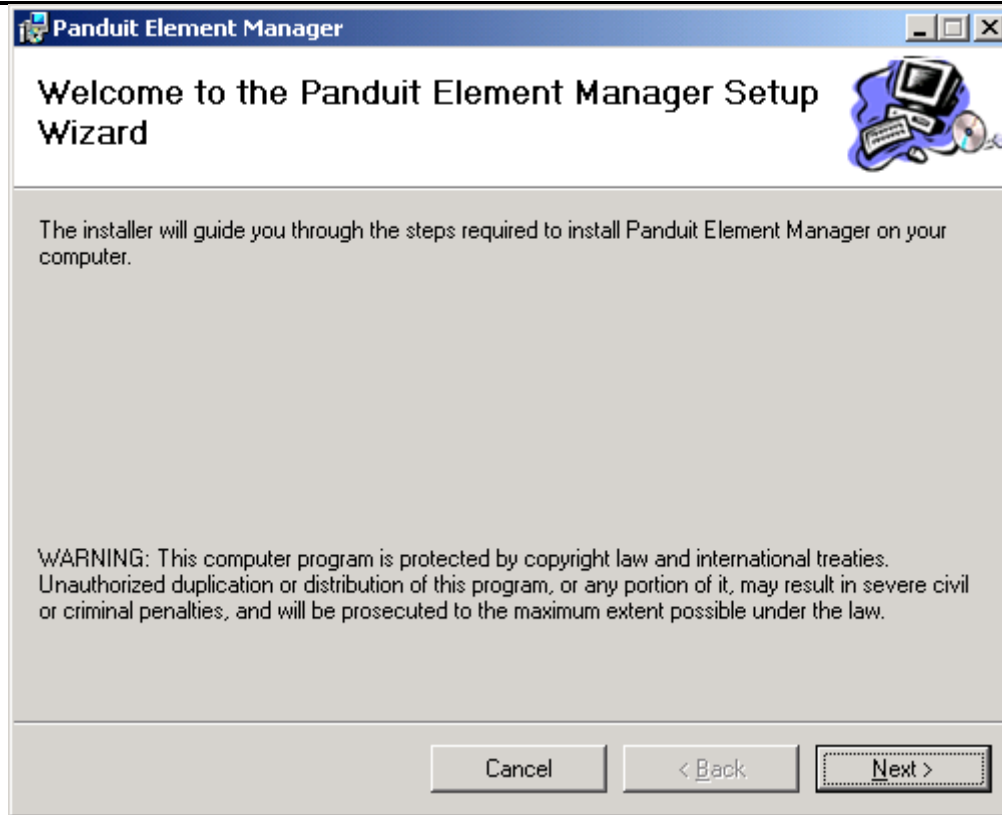 Panduit Element Manager
Welcome to the Panduit Element Manager Setup
Wizard
The installer will guide you through the steps required to install Panduit Element Manager on your
computer.
WARNING: This computer program is protected by copyright law and international treaties.
Unauthorized duplication or distribution of this program, or any portion of it, may result in severe civil
or criminal penalties, and will be prosecuted to the maximum extent possible under the law.
Cancel
< Back
Next >